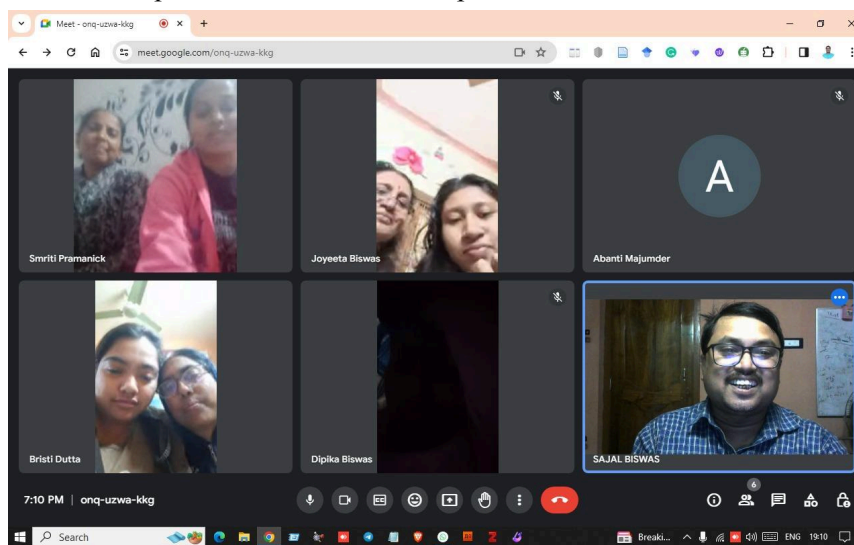 Meet - onq-uzwa-kkg
meet.google.com/onq-uzwa-kkg
Smriti Pramanick
Joyeeta Biswas
A
Abanti Majumder
Bristi Dutta
Dipika Biswas
SAJAL BISWAS
7:10 PM | onq-uzwa-kkg
6
Search
Breaki...
ENG
19:10